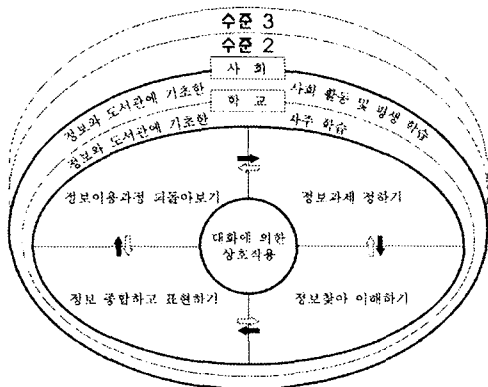 수준 3
수준 2
사 회
정보와 도서관에 기초한
사회 활동 및 평생 학습
학 교
정보와 도서관에 기초한
사주 학습
정보이용과정 되돌아보기
정보과제 정하기
대화에 의한
상호작용
정보 종합하고 표현하기
정보찾아 이해하기